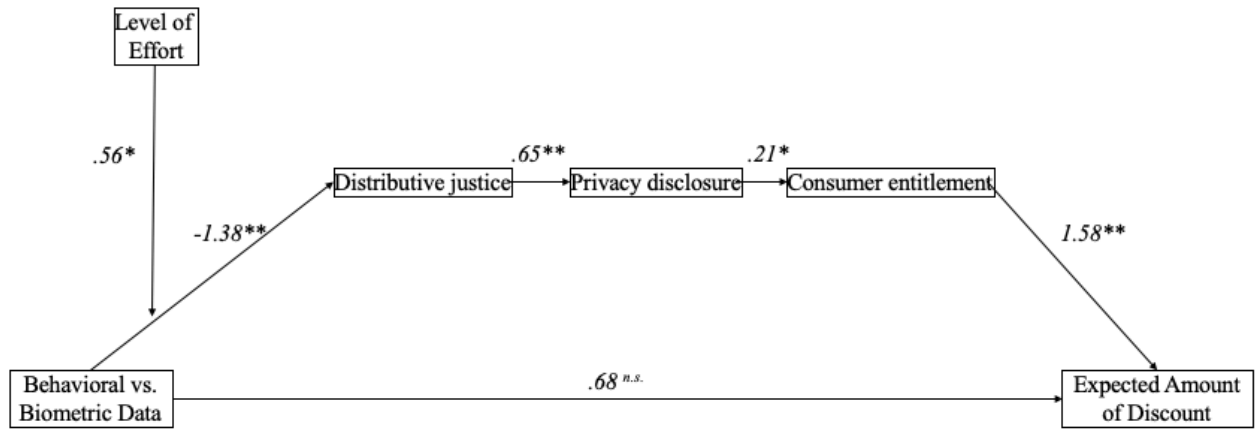 Level of
Effort
.56*
.65**
.21*
Distributive justice
Privacy disclosure
Consumer entitlement
-1.38**
1.58**
Behavioral vs.
Biometric Data
.68 n.s.
Expected Amount
of Discount